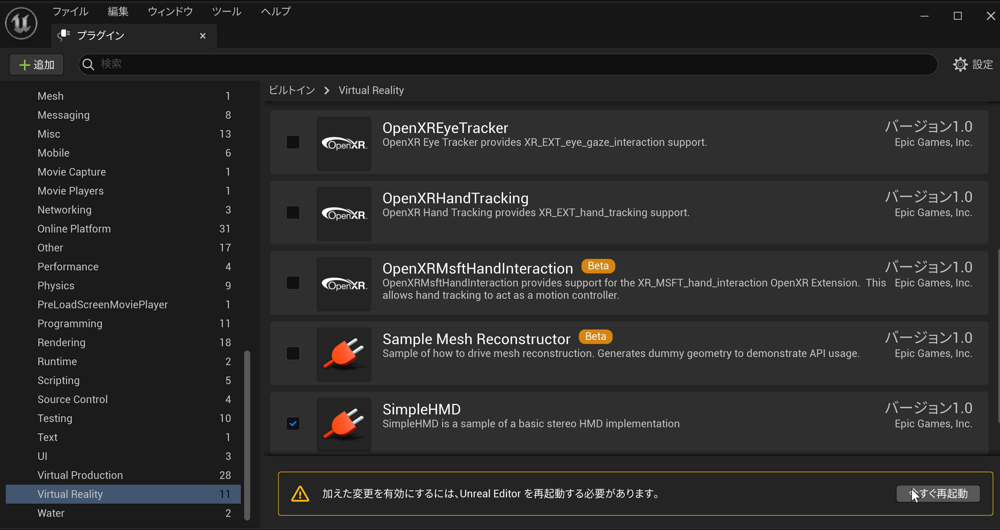 ファイル 編集 ウィンドウ ツール ヘルプ
プラグイン
追加
検索
設定
Mesh 1
Messaging 8
Misc 13
Mobile 6
Movie Capture 1
Movie Players 1
Networking 3
Online Platform 31
Other 17
Performance 4
Physics 9
PreLoadScreenMoviePlayer 1
Programming 11
Rendering 18
Runtime 2
Scripting 5
Source Control 4
Testing 10
Text 1
UI 3
Virtual Production 28
Virtual Reality 11
Water 2
ビルトイン > Virtual Reality
OpenXR
OpenXREyeTracker
OpenXR Eye Tracker provides XR_EXT_eye_gaze_interaction support.
バージョン1.0
Epic Games, Inc.
OpenXR
OpenXRHandTracking
OpenXR Hand Tracking provides XR_EXT_hand_tracking support.
バージョン1.0
Epic Games, Inc.
OpenXR
OpenXRMsftHandInteraction Beta
OpenXRMsftHandInteraction provides support for the XR_MSFT_hand_interaction OpenXR Extension. This
allows hand tracking to act as a motion controller.
バージョン1.0
Epic Games, Inc.
Sample Mesh Reconstructor Beta
Sample of how to drive mesh reconstruction. Generates dummy geometry to demonstrate API usage.
バージョン1.0
Epic Games, Inc.
SimpleHMD
SimpleHMD is a sample of a basic stereo HMD implementation
バージョン1.0
Epic Games, Inc.
加えた変更を有効にするには、Unreal Editor を再起動する必要があります。
今すぐ再起動